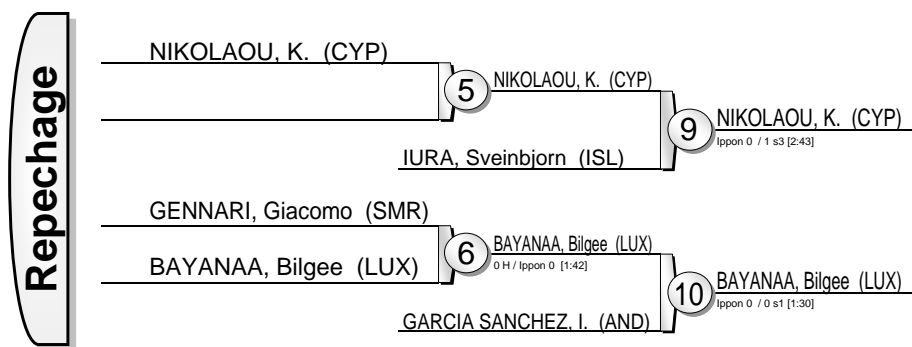 Repechage
NIKOLAOU, K. (CYP)
5
NIKOLAOU, K. (CYP)
9
NIKOLAOU, K. (CYP)
Ippon 0 / 1 s3 [2:43]
IURA, Sveinbjorn (ISL)
GENNARI, Giacomo (SMR)
6
BAYANAA, Bilgee (LUX)
0 H / Ippon 0 [1:42]
BAYANAA, Bilgee (LUX)
10
BAYANAA, Bilgee (LUX)
Ippon 0 / 0 s1 [1:30]
GARCIA SANCHEZ, I. (AND)